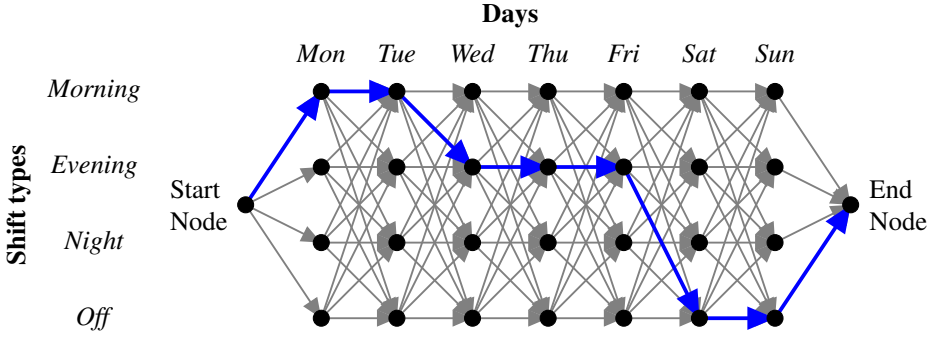 Days
Mon Tue Wed Thu Fri Sat Sun
Shift types
Morning
Evening
Night
Off
Start
Node
End
Node